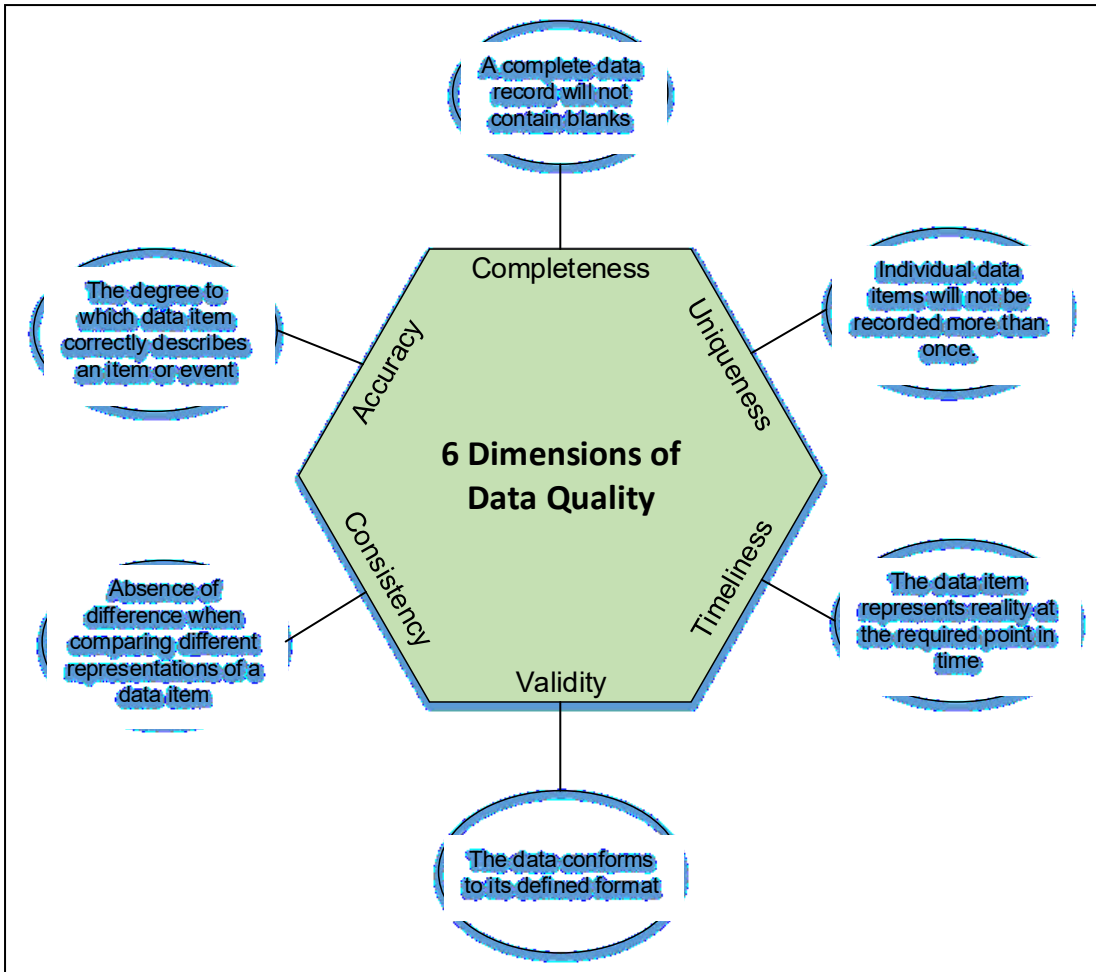 A complete data
record will not
contain blanks
Completeness
Individual data
items will not be
recorded more than
once.
Uniqueness
The degree to
which data item
correctly describes
an item or event
Accuracy
6 Dimensions of
Data Quality
Consistency
Absence of
difference when
comparing different
representations of a
data item
Timeliness
The data item
represents reality at
the required point in
time
Validity
The data conforms
to its defined format